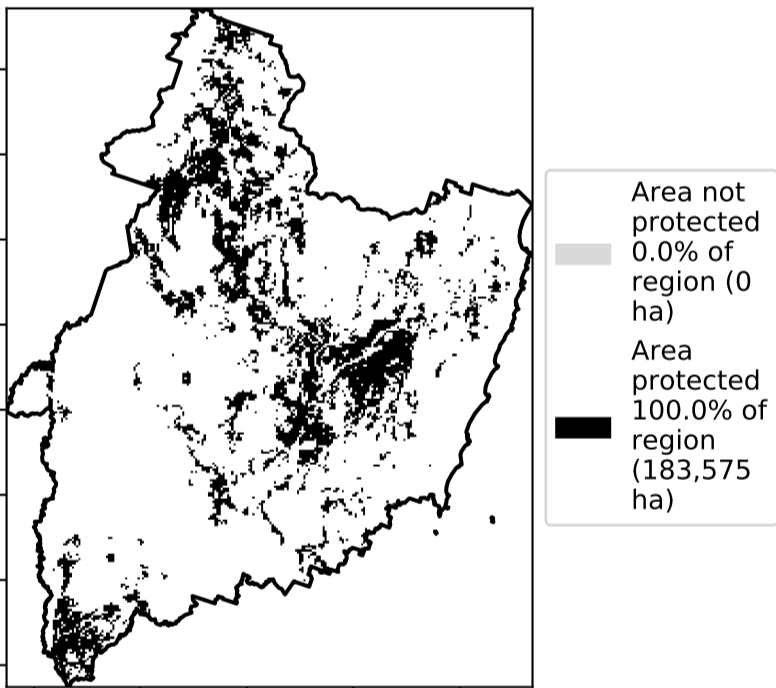 Area not
protected
0.0% of
region (0
ha)
Area
protected
100.0% of
region
(183,575
ha)